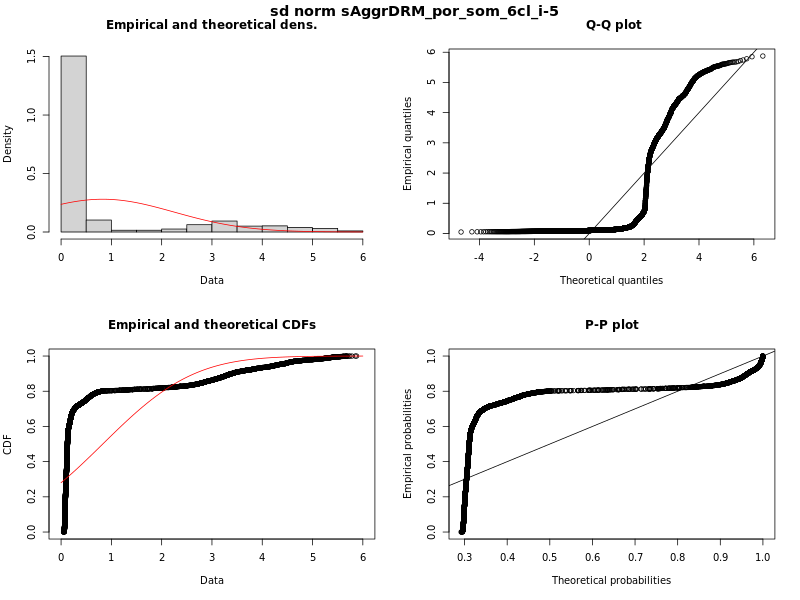 sd norm sAggrDRM_por_som_6cl_i-5
Empirical and theoretical dens.
Density
0.0 0.5 1.0 1.5
0 1 2 3 4 5 6
Data
Q-Q plot
Empirical quantiles
0 1 2 3 4 5 6
-4 -2 0 2 4 6
Theoretical quantiles
Empirical and theoretical CDFs
CDF
0.0 0.2 0.4 0.6 0.8 1.0
0 1 2 3 4 5 6
Data
P-P plot
Empirical probabilities
0.0 0.2 0.4 0.6 0.8 1.0
0.3 0.4 0.5 0.6 0.7 0.8 0.9 1.0
Theoretical probabilities